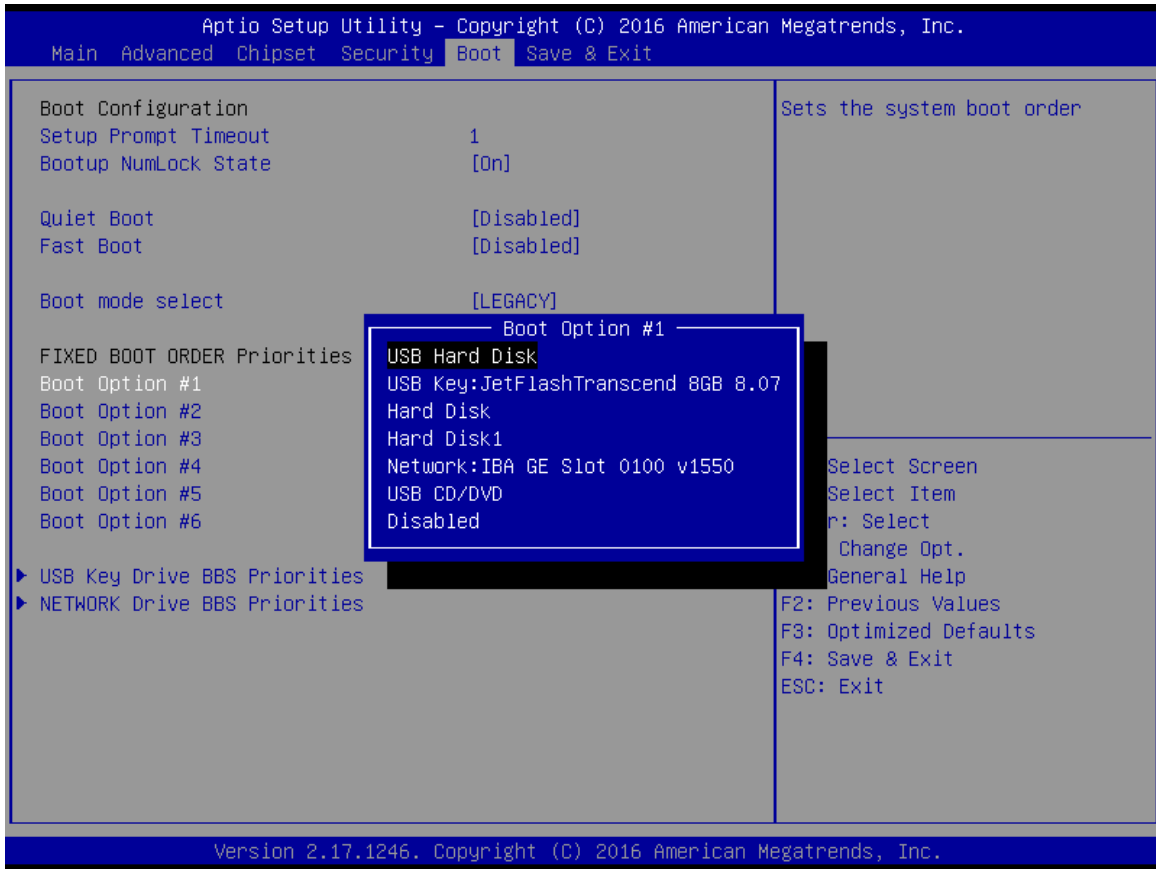 Aptio Setup Utility – Copyright (C) 2016 American Megatrends, Inc.
Main Advanced Chipset Security Boot Save & Exit
Boot Configuration
Setup Prompt Timeout 1
Bootup NumLock State [On]
Quiet Boot [Disabled]
Fast Boot [Disabled]
Boot mode select [LEGACY]
FIXED BOOT ORDER Priorities
Boot Option #1
Boot Option #2
Boot Option #3
Boot Option #4
Boot Option #5
Boot Option #6
USB Key Drive BBS Priorities
NETWORK Drive BBS Priorities
Boot Option #1
USB Hard Disk
USB Key:JetFlashTranscend 8GB 8.07
Hard Disk
Hard Disk1
Network:IBA GE Slot 0100 v1550
USB CD/DVD
Disabled
Sets the system boot order
Select Screen
Select Item
r: Select
Change Opt.
General Help
F2: Previous Values
F3: Optimized Defaults
F4: Save & Exit
ESC: Exit
Version 2.17.1246. Copyright (C) 2016 American Megatrends, Inc.